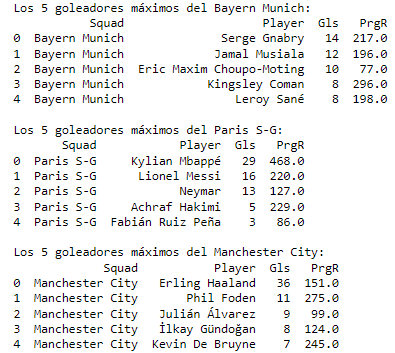 Los 5 goleadores máximos del Bayern Munich:
Squad Player Gls PrgR
0 Bayern Munich Serge Gnabry 14 217.0
1 Bayern Munich Jamal Musiala 12 196.0
2 Bayern Munich Eric Maxim Choupo-Moting 10 77.0
3 Bayern Munich Kingsley Coman 8 296.0
4 Bayern Munich Leroy Sané 8 198.0
Los 5 goleadores máximos del Paris S-G:
Squad Player Gls PrgR
0 Paris S-G Kylian Mbappé 29 468.0
1 Paris S-G Lionel Messi 16 220.0
2 Paris S-G Neymar 13 127.0
3 Paris S-G Achraf Hakimi 5 229.0
4 Paris S-G Fabián Ruiz Peña 3 86.0
Los 5 goleadores máximos del Manchester City:
Squad Player Gls PrgR
0 Manchester City Erling Haaland 36 151.0
1 Manchester City Phil Foden 11 275.0
2 Manchester City Julián Álvarez 9 99.0
3 Manchester City İlkay Gündoğan 8 124.0
4 Manchester City Kevin De Bruyne 7 245.0